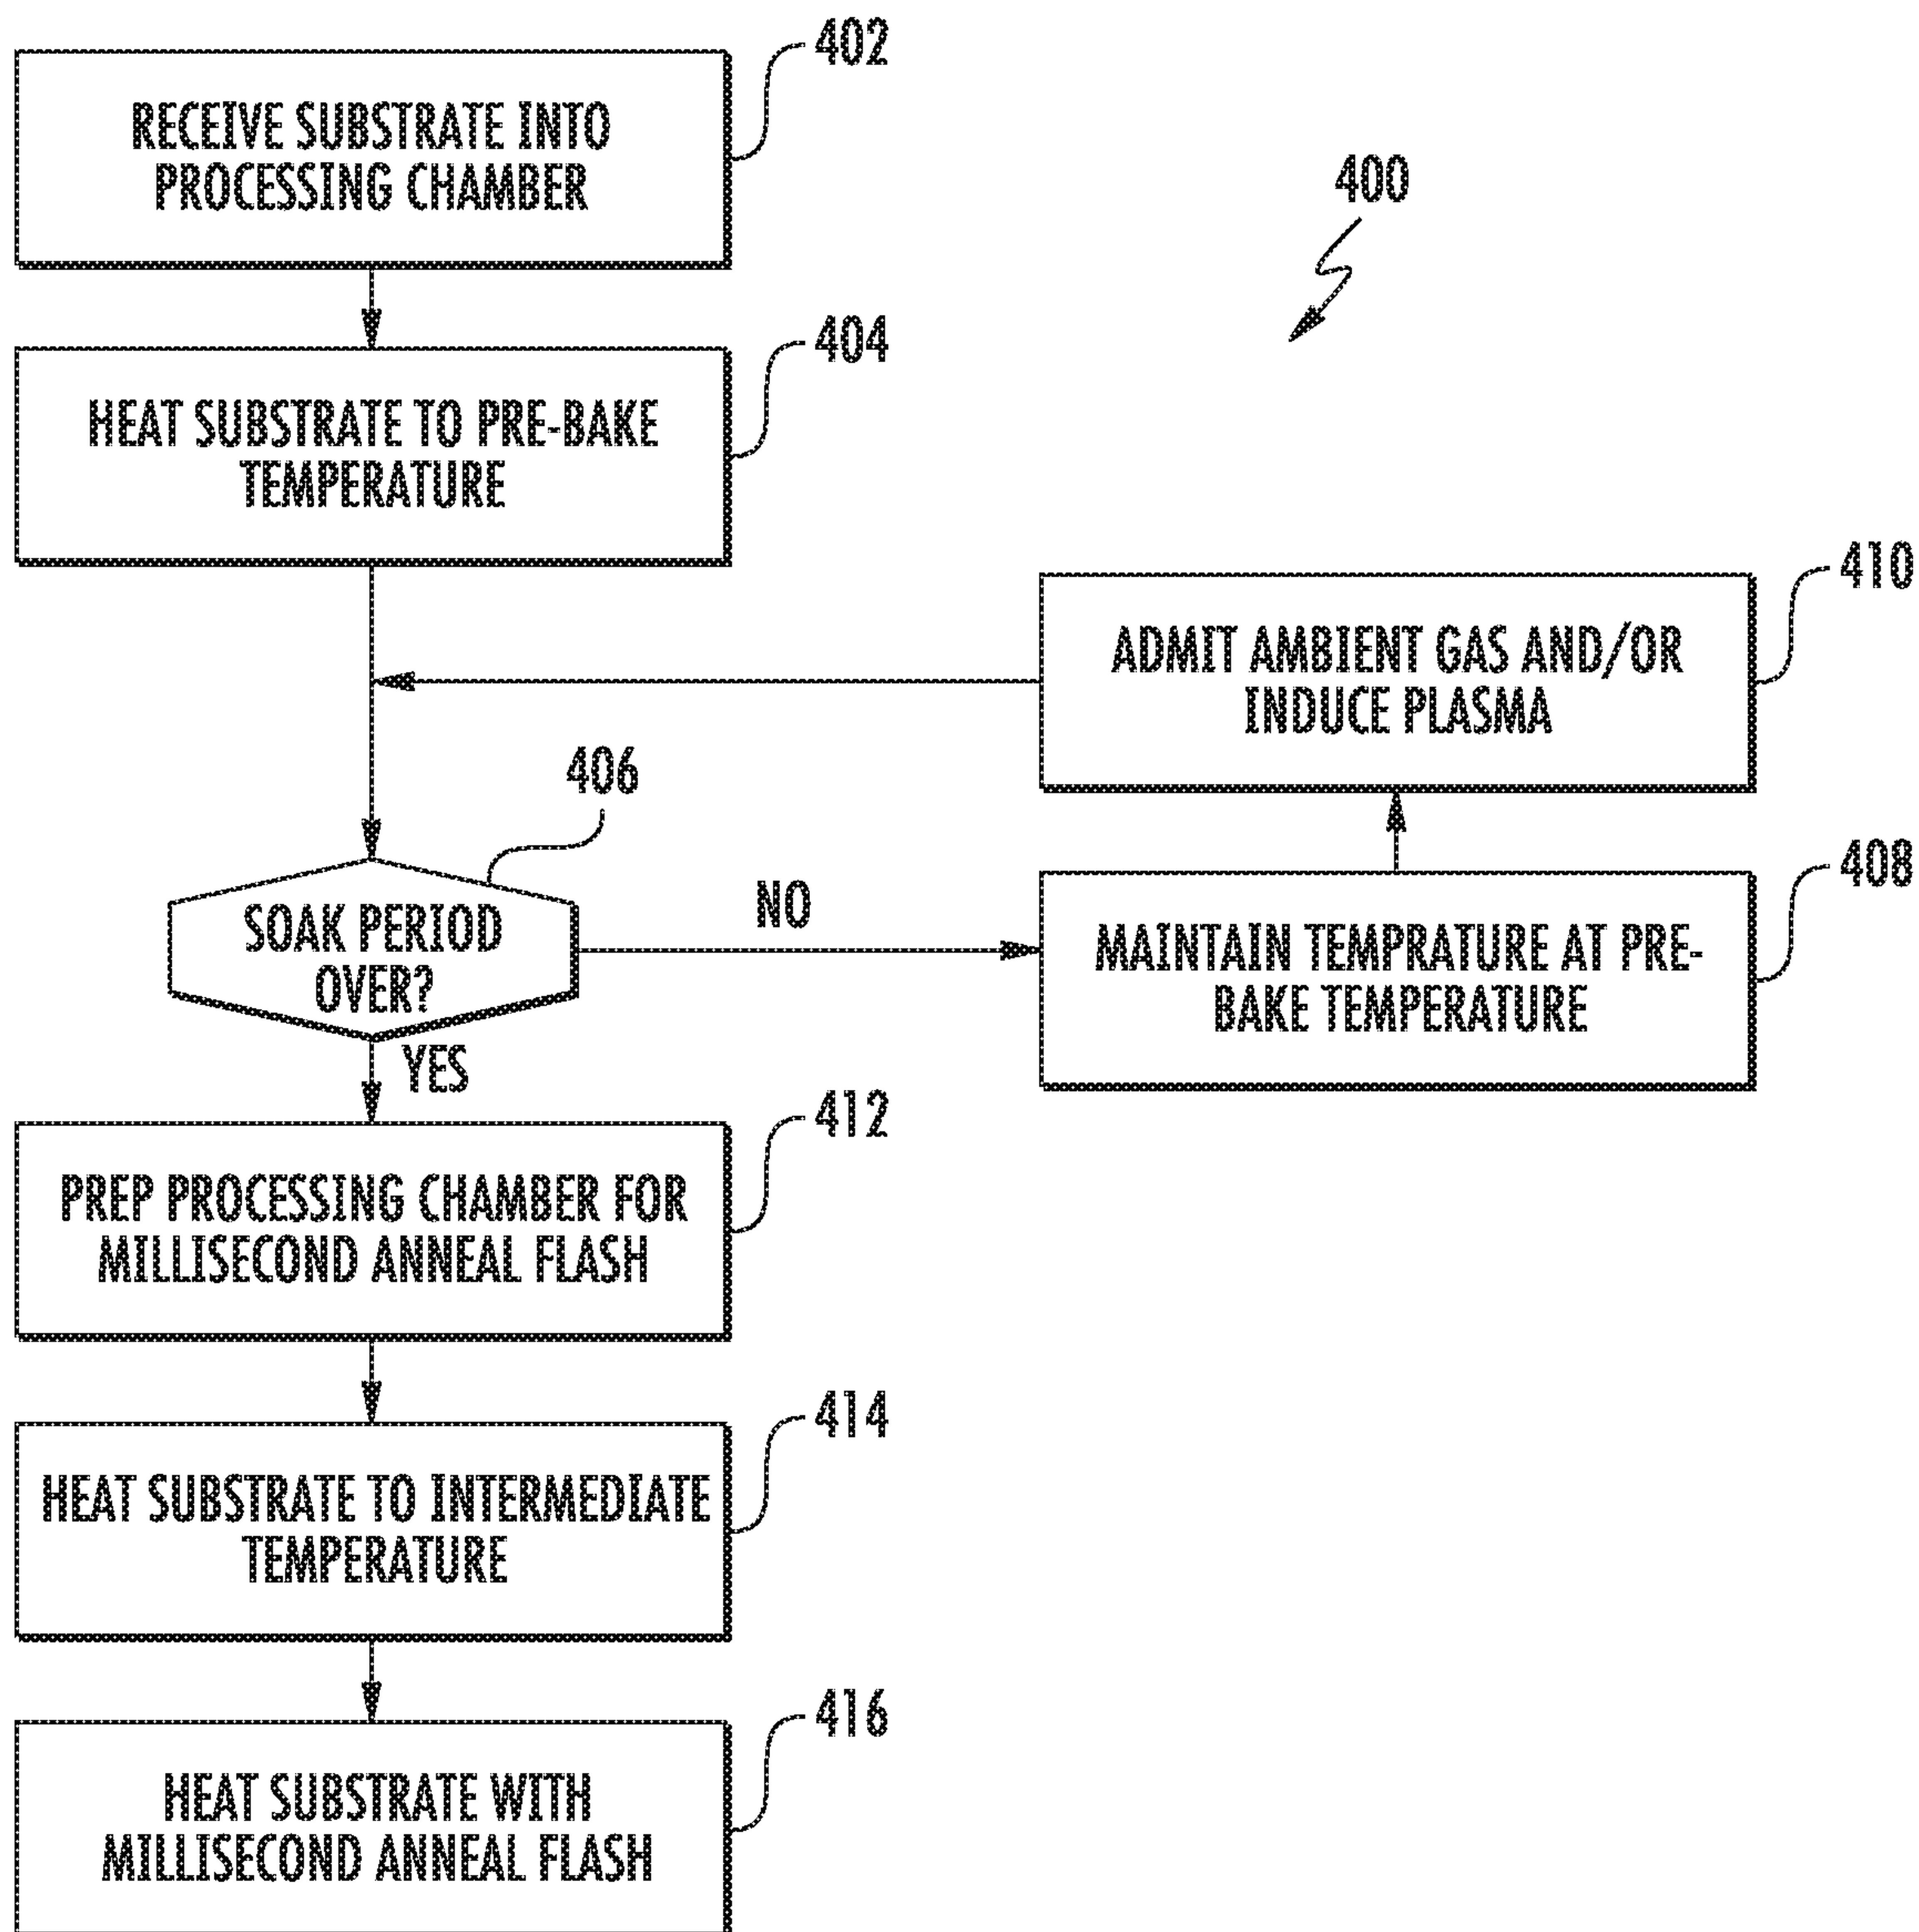 402
RECEIVE SUBSTRATE INTO
PROCESSING CHAMBER
400
404
HEAT SUBSTRATE TO PRE-BAKE
TEMPERATURE
410
ADMIT AMBIENT GAS AND/OR
INDUCE PLASMA
406
SOAK PERIOD
OVER?
NO
408
MAINTAIN TEMPRATURE AT PRE-
BAKE TEMPERATURE
YES
412
PREP PROCESSING CHAMBER FOR
MILLISECOND ANNEAL FLASH
414
HEAT SUBSTRATE TO INTERMEDIATE
TEMPERATURE
416
HEAT SUBSTRATE WITH
MILLISECOND ANNEAL FLASH